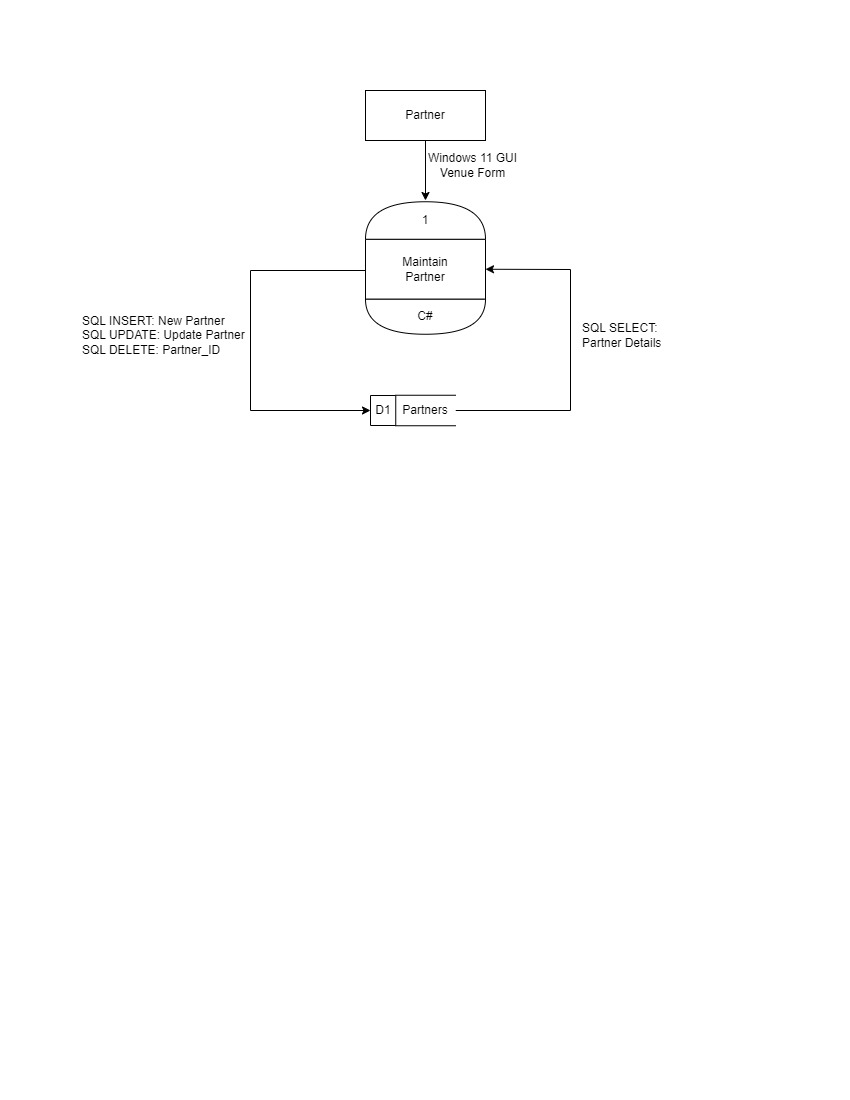 Partner
Windows 11 GUI
Venue Form
1
Maintain
Partner
C#
SQL INSERT: New Partner
SQL UPDATE: Update Partner
SQL DELETE: Partner_ID
SQL SELECT:
Partner Details
D1 Partners